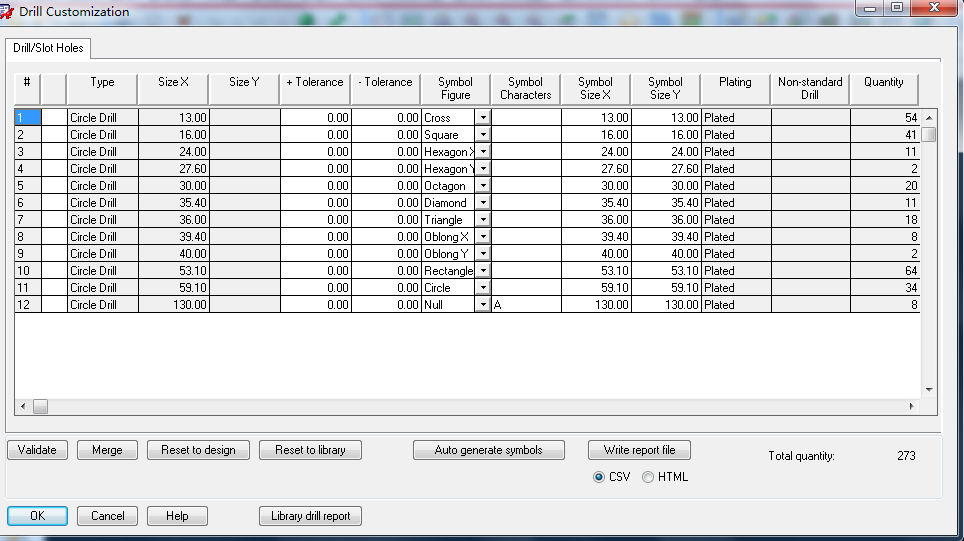 Drill Customization
Drill/Slot Holes
# Type Size X Size Y + Tolerance - Tolerance Symbol Figure Symbol Characters Symbol Size X Symbol Size Y Plating Non-standard Drill Quantity
1 Circle Drill 13.00 0.00 0.00 Cross 13.00 13.00 Plated 54
2 Circle Drill 16.00 0.00 0.00 Square 16.00 16.00 Plated 41
3 Circle Drill 24.00 0.00 0.00 Hexagon X 24.00 24.00 Plated 11
4 Circle Drill 27.60 0.00 0.00 Hexagon Y 27.60 27.60 Plated 2
5 Circle Drill 30.00 0.00 0.00 Octagon 30.00 30.00 Plated 20
6 Circle Drill 35.40 0.00 0.00 Diamond 35.40 35.40 Plated 11
7 Circle Drill 36.00 0.00 0.00 Triangle 36.00 36.00 Plated 18
8 Circle Drill 39.40 0.00 0.00 Oblong X 39.40 39.40 Plated 8
9 Circle Drill 40.00 0.00 0.00 Oblong Y 40.00 40.00 Plated 2
10 Circle Drill 53.10 0.00 0.00 Rectangle 53.10 53.10 Plated 64
11 Circle Drill 59.10 0.00 0.00 Circle 59.10 59.10 Plated 34
12 Circle Drill 130.00 0.00 0.00 Null A 130.00 130.00 Plated 8
Validate Merge Reset to design Reset to library Auto generate symbols Write report file Total quantity: 273
CSV HTML
OK Cancel Help Library drill report